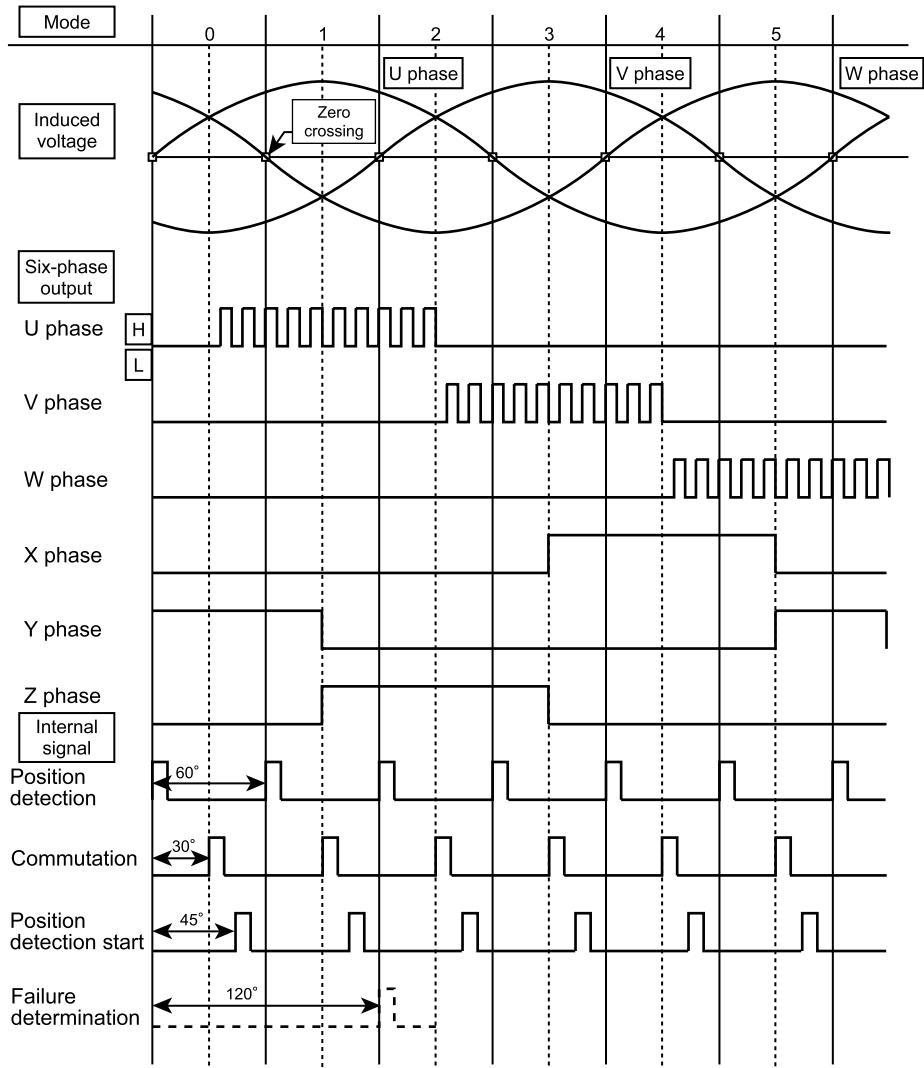 Mode
0 1 2 3 4 5
U phase
V phase
W phase
Induced
voltage
Zero
crossing
Six-phase
output
U phase
H
L
V phase
W phase
X phase
Y phase
Z phase
Internal
signal
Position
detection
60°
Commutation
30°
Position
detection start
45°
Failure
determination
120°